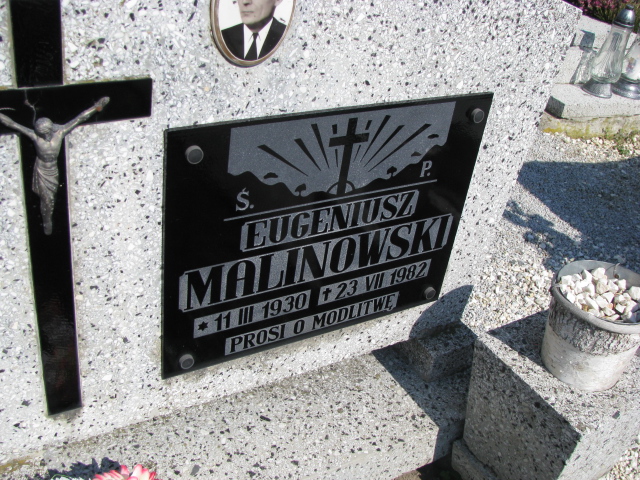 Ś. P.
EUGENIUSZ
MALINOWSKI
* 11 III 1930 ✝ 23 VII 1982
PROSI O MODLITWĘ